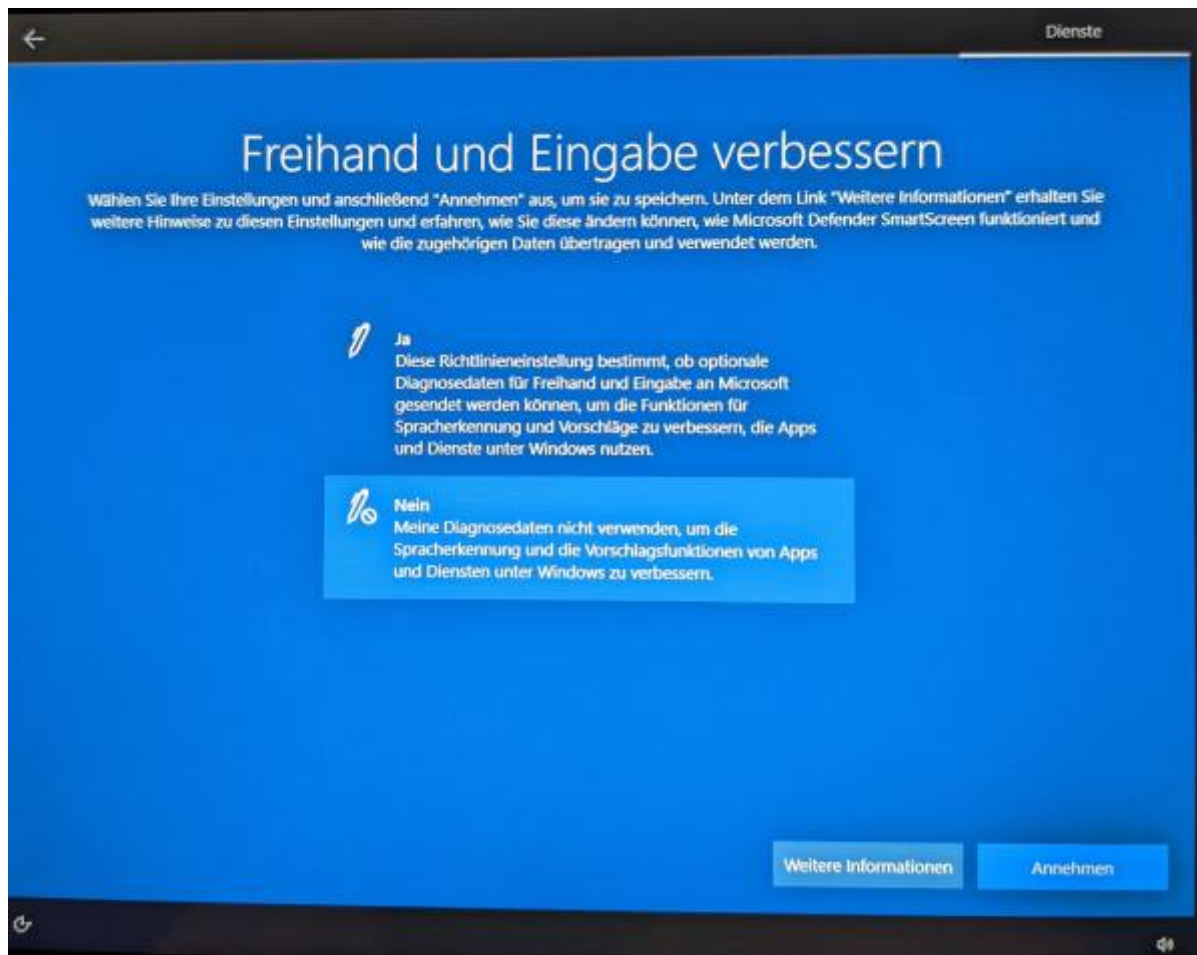 Dienste
Freihand und Eingabe verbessern
Wählen Sie Ihre Einstellungen und anschließend "Annehmen" aus, um sie zu speichern. Unter dem Link "Weitere Informationen" erhalten Sie
weitere Hinweise zu diesen Einstellungen und erfahren, wie Sie diese ändern können, wie Microsoft Defender SmartScreen funktioniert und
wie die zugehörigen Daten übertragen und verwendet werden.
Ja
Diese Richtlinieneinstellung bestimmt, ob optionale
Diagnosedaten für Freihand und Eingabe an Microsoft
gesendet werden können, um die Funktionen für
Spracherkennung und Vorschläge zu verbessern, die Apps
und Dienste unter Windows nutzen.
Nein
Meine Diagnosedaten nicht verwenden, um die
Spracherkennung und die Vorschlagsfunktionen von Apps
und Diensten unter Windows zu verbessern.
Weitere Informationen
Annehmen